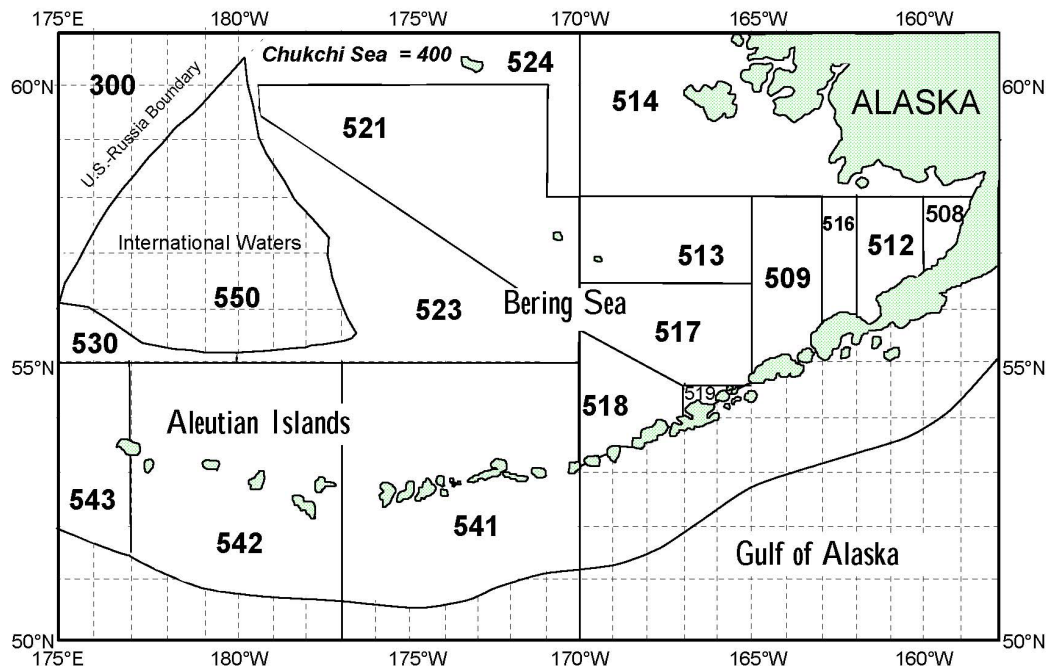 175°E 180°W 175°W 170°W 165°W 160°W
Chukchi Sea = 400
524
300
60°N
60°N
514
ALASKA
U.S.-Russia Boundary
521
508
516
International Waters
513
512
509
550
523
Bering Sea
517
530
55°N
55°N
519
518
Aleutian Islands
543
542
541
Gulf of Alaska
50°N
50°N
175°E 180°W 175°W 170°W 165°W 160°W